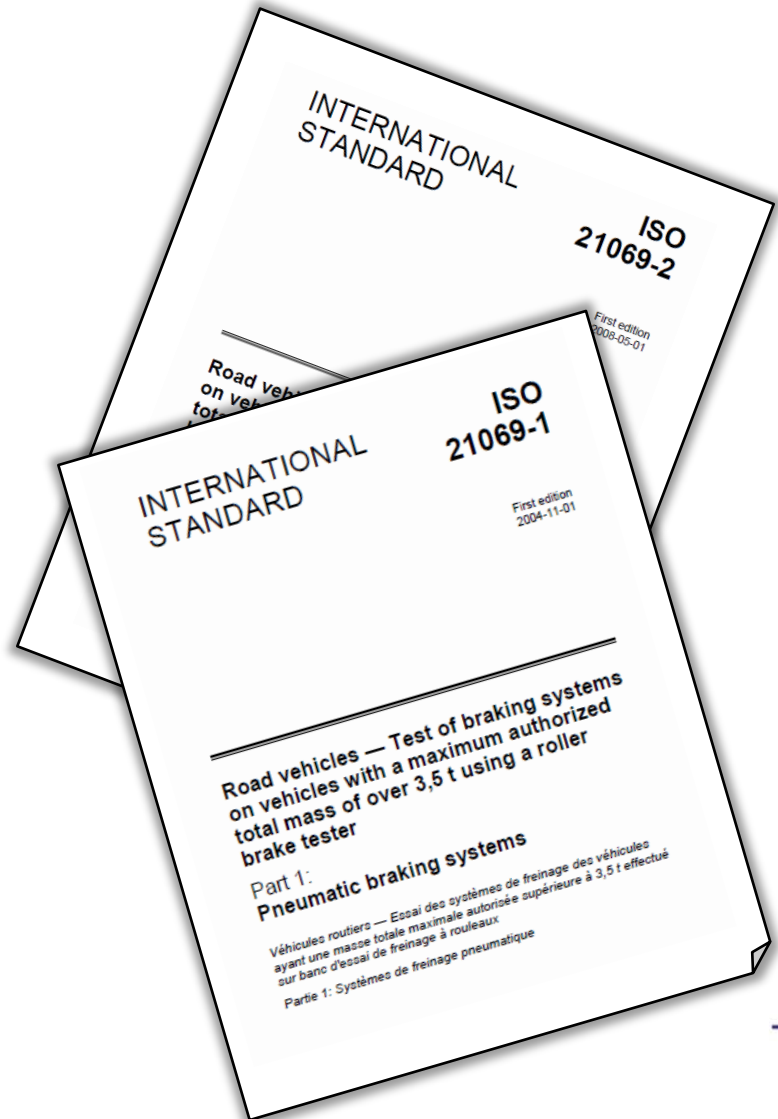 INTERNATIONAL
STANDARD
ISO
21069-2
First edition
2008-05-01
Road
on
INTERNATIONAL
STANDARD
ISO
21069-1
First edition
2004-11-01
Road vehicles — Test of braking systems
on vehicles with a maximum authorized
total mass of over 3,5 t using a roller
brake tester
Part 1:
Pneumatic braking systems
Véhicules routiers — Essai des systèmes de freinage des véhicules
ayant une masse totale maximale autorisée supérieure à 3,5 t effectué
sur banc d'essai de freinage à rouleaux
Partie 1: Systèmes de freinage pneumatique